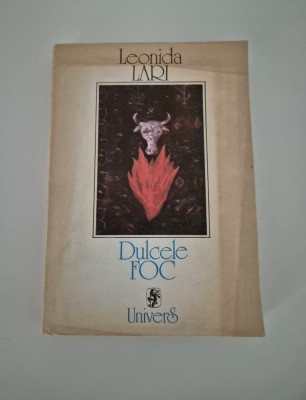 Leonida
LARI
Dulcele
FOC
UniverS